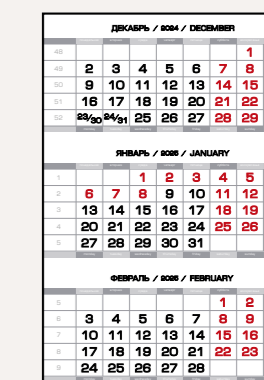 ДЕКАБРЬ / 2024 / DECEMBER
48 1
49 2 3 4 5 6 7 8
50 9 10 11 12 13 14 15
51 16 17 18 19 20 21 22
52 23/30 24/31 25 26 27 28 29
ЯНВАРЬ / 2025 / JANUARY
1 1 2 3 4 5
2 6 7 8 9 10 11 12
3 13 14 15 16 17 18 19
4 20 21 22 23 24 25 26
5 27 28 29 30 31
ФЕВРАЛЬ / 2025 / FEBRUARY
5 1 2
6 3 4 5 6 7 8 9
7 10 11 12 13 14 15 16
8 17 18 19 20 21 22 23
9 24 25 26 27 28